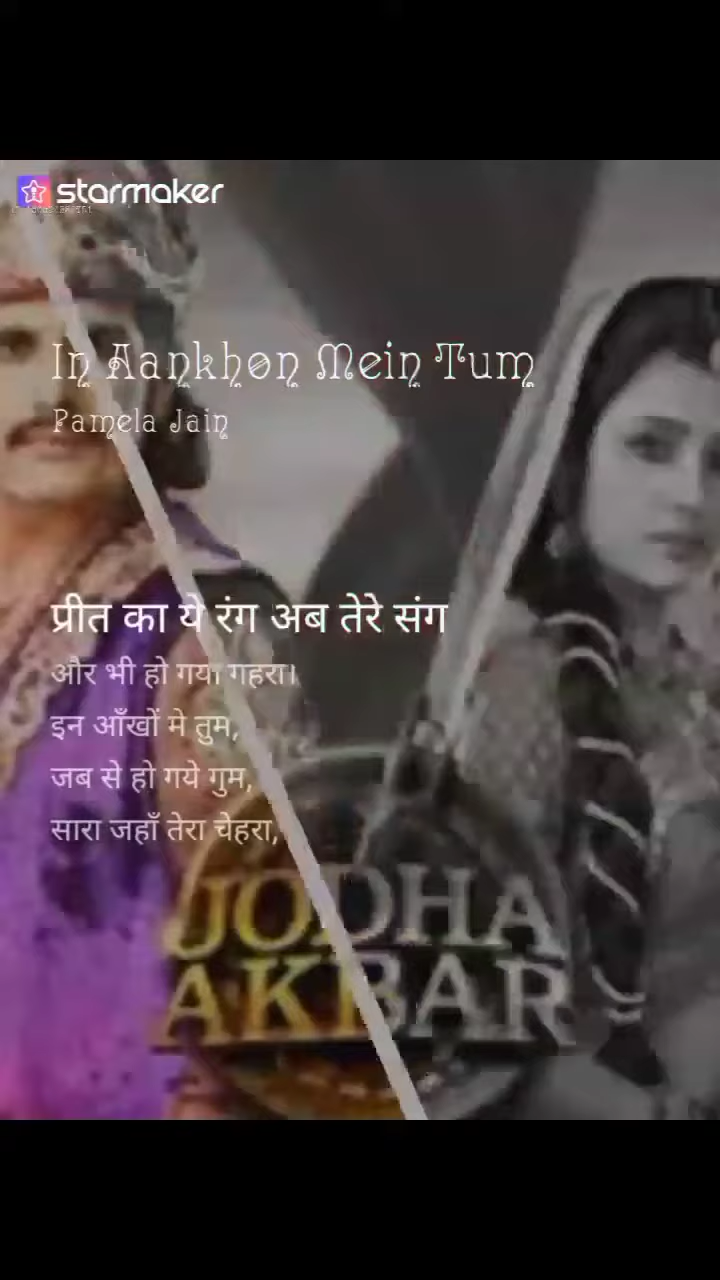 starmaker
In Aankhon Mein Tum
Pamela Jain
प्रीत का ये रंग अब तेरे संग
और भी हो गया गहरा।
इन आँखों मे तुम,
जब से हो गये गुम,
सारा जहाँ तेरा चेहरा,
JODHA
AKBAR